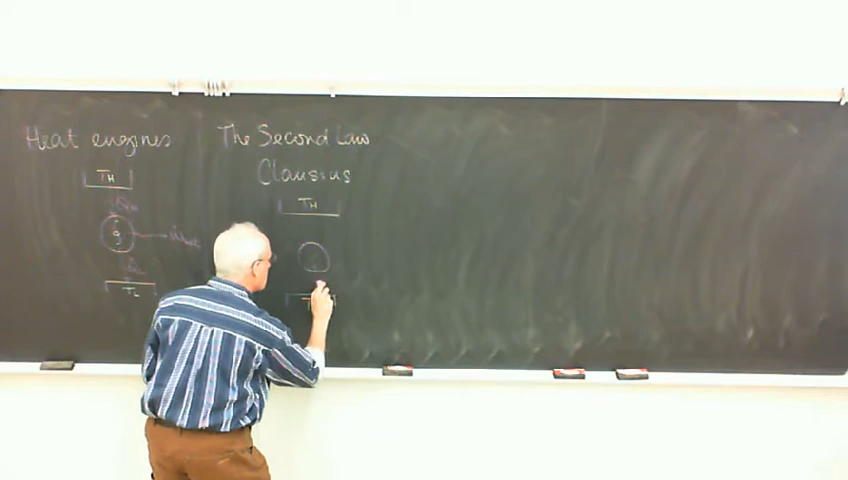 Heat engines
TH
TL
The Second Law
Clausius
TH